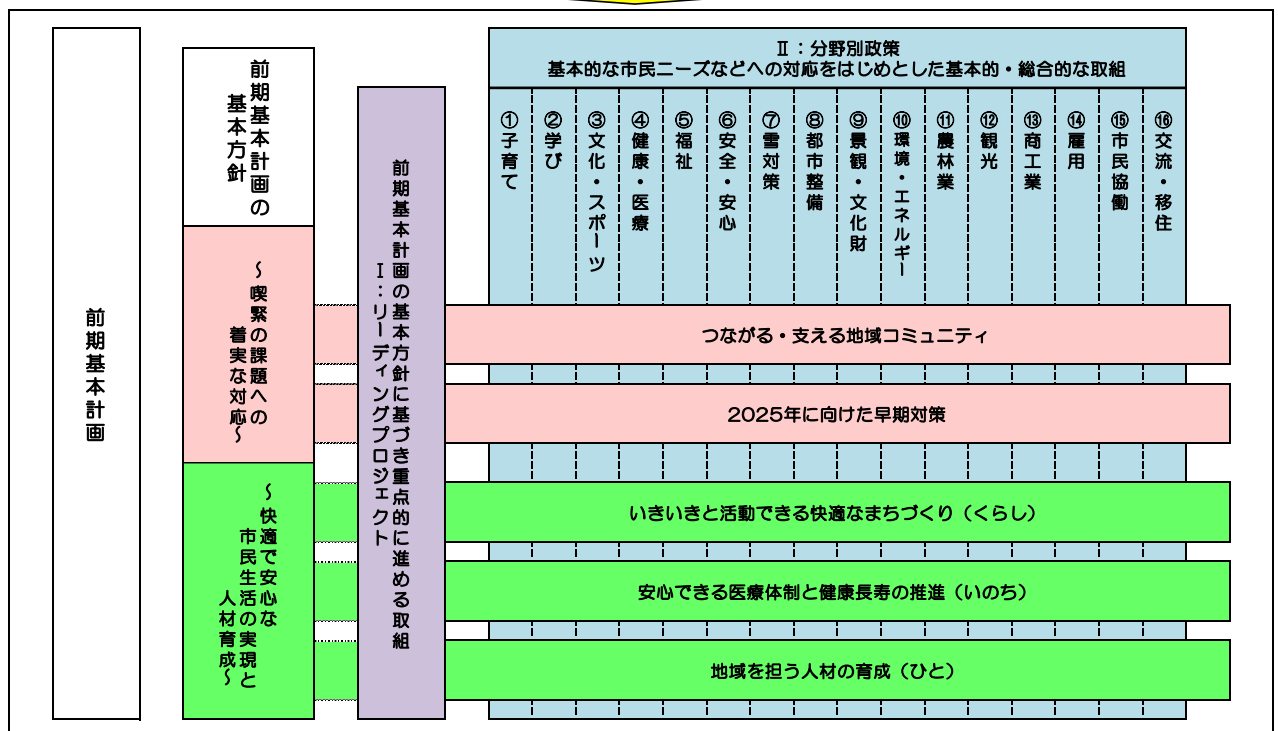 前期基本計画
前期基本計画の
基本方針
～喫緊の課題への
着実な対応～
～快適で安心な
市民生活の実現と
人材育成～
前期基本計画の基本方針に基づき重点的に進める取組
Ⅰ：リーディングプロジェクト
Ⅱ：分野別政策
基本的な市民ニーズなどへの対応をはじめとした基本的・総合的な取組
①子育て
②学び
③文化・スポーツ
④健康・医療
⑤福祉
⑥安全・安心
⑦雪対策
⑧都市整備
⑨景観・文化財
⑩環境・エネルギー
⑪農林業
⑫観光
⑬商工業
⑭雇用
⑮市民協働
⑯交流・移住
つながる・支える地域コミュニティ
2025年に向けた早期対策
いきいきと活動できる快適なまちづくり（くらし）
安心できる医療体制と健康長寿の推進（いのち）
地域を担う人材の育成（ひと）